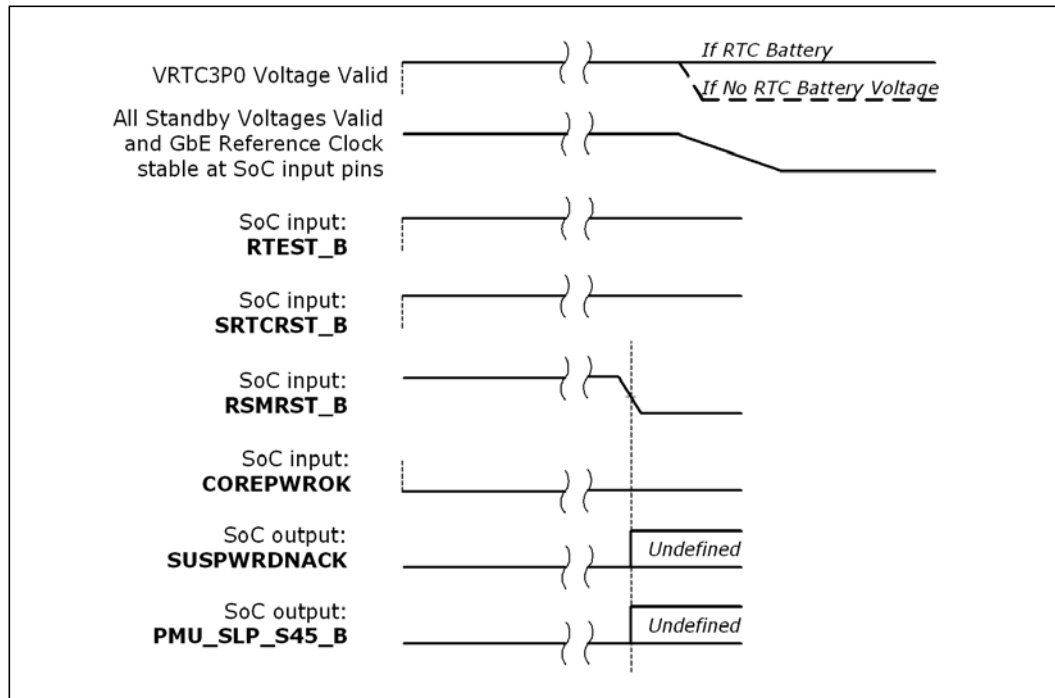 If RTC Battery
VRTC3P0 Voltage Valid
If No RTC Battery Voltage
All Standby Voltages Valid
and GbE Reference Clock
stable at SoC input pins
SoC input:
RTEST_B
SoC input:
SRTCRST_B
SoC input:
RSMRST_B
SoC input:
COREPWROK
SoC output:
SUSPWRDNACK
Undefined
SoC output:
PMU_SLP_S45_B
Undefined